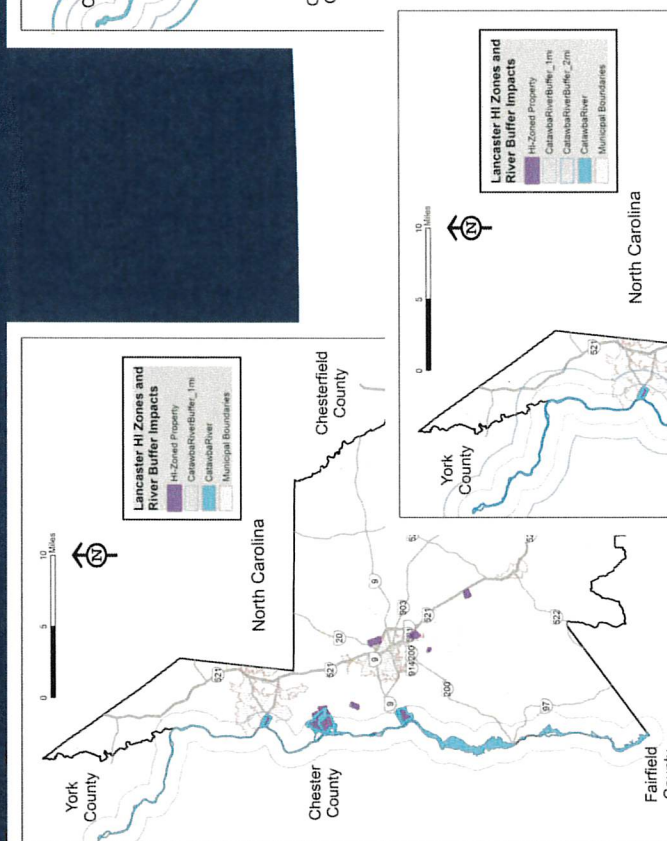 Lancaster HI Zones and
River Buffer Impacts
HI-Zoned Property
CatawbaRiverBuffer_1mi
CatawbaRiver
Municipal Boundaries
0 5 10
Miles
N
York
County
North Carolina
Chesterfield
County
Chester
County
Fairfield
521
521
20
9
9
9
903
521
914
200
200
522
97
Lancaster HI Zones and
River Buffer Impacts
HI-Zoned Property
CatawbaRiverBuffer_1mi
CatawbaRiverBuffer_2mi
CatawbaRiver
Municipal Boundaries
0 5 10
Miles
N
York
County
North Carolina
521